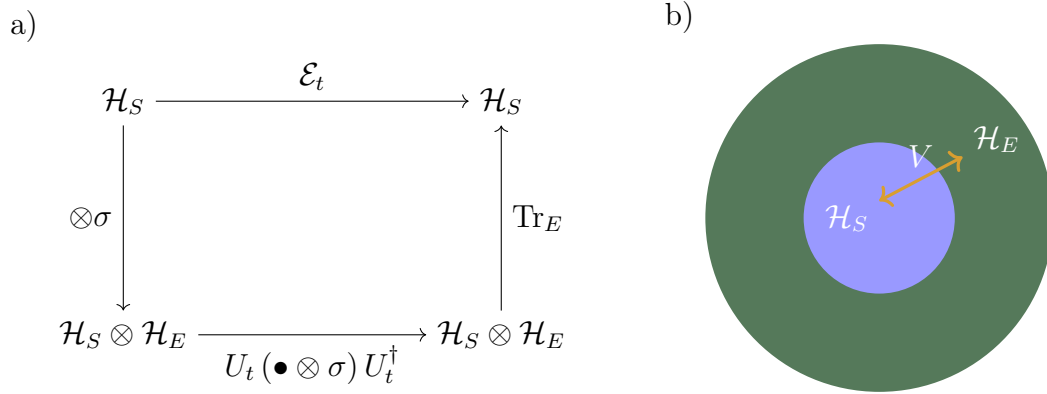 a)
ℰ_t
ℋ_S ℋ_S
⊗σ
Tr_E
ℋ_S ⊗ ℋ_E ℋ_S ⊗ ℋ_E
U_t (• ⊗ σ) U_t^†
b)
V
ℋ_E
ℋ_S